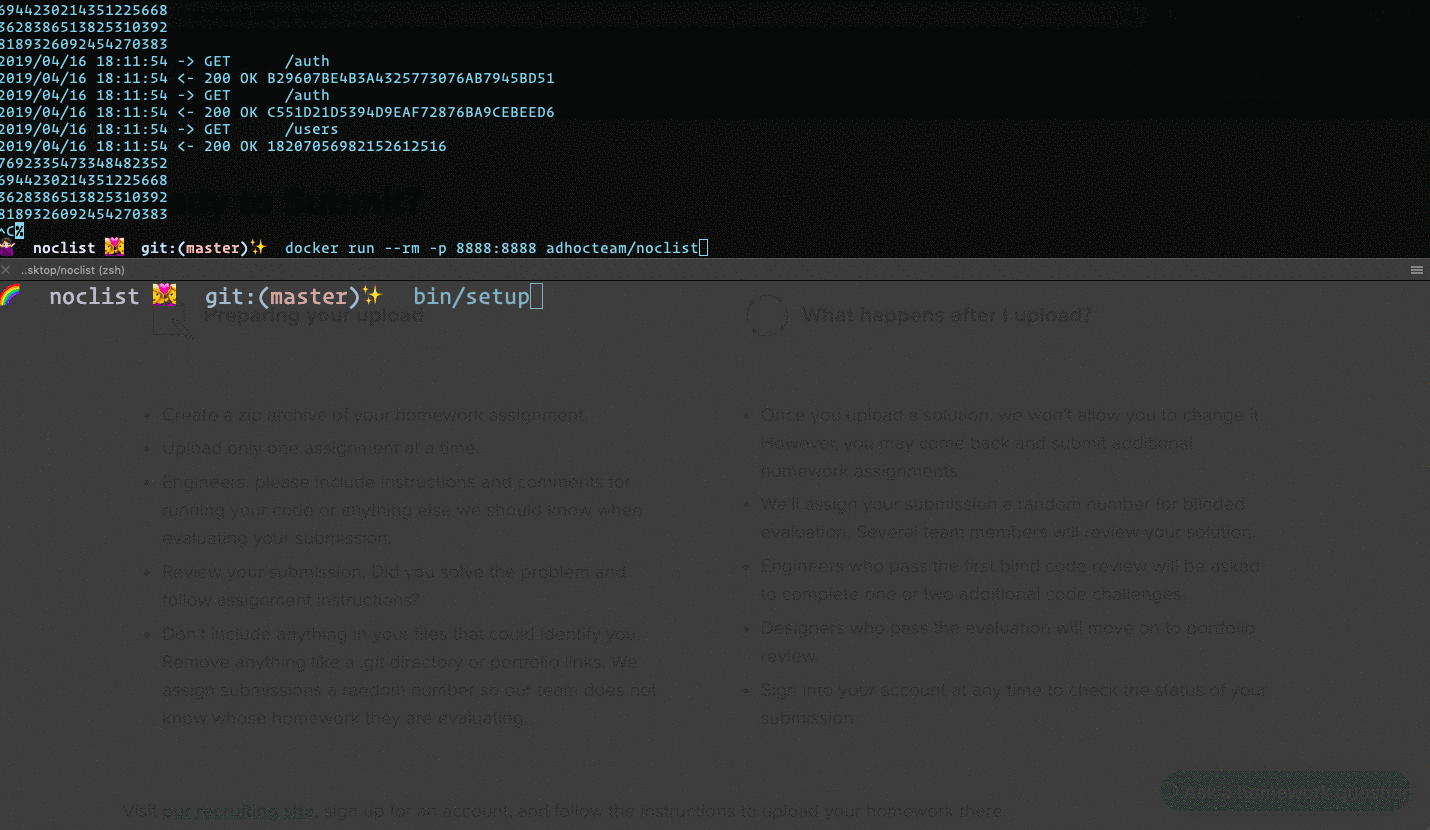 6944230214351225668
3628386513825310392
8189326092454270383
2019/04/16 18:11:54 -> GET /auth
2019/04/16 18:11:54 <- 200 OK B29607BE4B3A4325773076AB7945BD51
2019/04/16 18:11:54 -> GET /auth
2019/04/16 18:11:54 <- 200 OK C551D21D5394D9EAF72876BA9CEBEED6
2019/04/16 18:11:54 -> GET /users
2019/04/16 18:11:54 <- 200 OK 18207056982152612516
7692335473348482352
6944230214351225668
3628386513825310392
8189326092454270383
^C%
noclist git:(master)✨ docker run --rm -p 8888:8888 adhocteam/noclist
..sktop/noclist (zsh)
noclist git:(master)✨ bin/setup
Preparing your upload
Create a zip archive of your homework assignment.
Upload only one assignment at a time.
Engineers, please include instructions and comments for
running your code or anything else we should know when
evaluating your submission.
Review your submission. Did you solve the problem and
follow assignment instructions?
Don't include anything in your files that could identify you.
Remove anything like a .git directory or portfolio links. We
assign submissions a random number so our team does not
know whose homework they are evaluating.
What happens after I upload?
Once you upload a solution, we won't allow you to change it.
However, you may come back and submit additional
homework assignments.
We'll assign your submission a random number for blinded
evaluation. Several team members will review your solution.
Engineers who pass the first blind code review will be asked
to complete one or two additional code challenges.
Designers who pass the evaluation will move on to portfolio
review.
Sign into your account at any time to check the status of your
submission.
Visit our recruiting site, sign up for an account, and follow the instructions to upload your homework there.
Ask a homework question